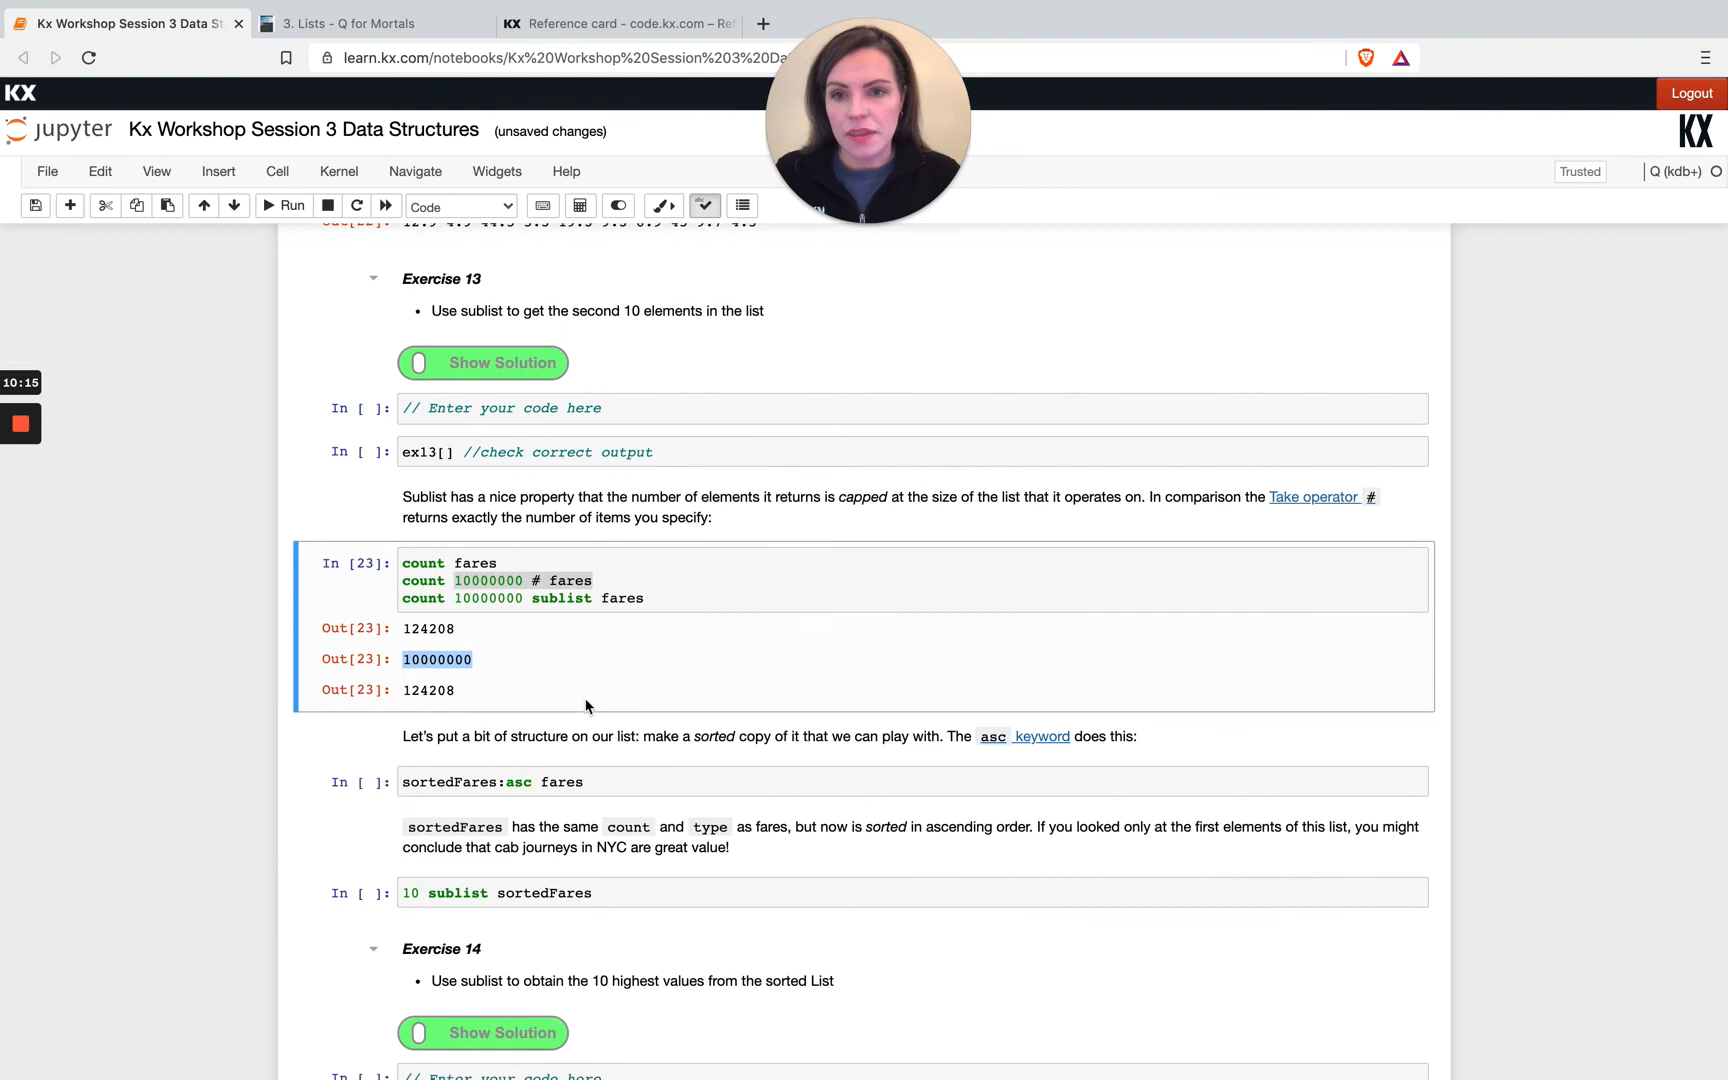 Kx Workshop Session 3 Data St
3. Lists - Q for Mortals
KX Reference card - code.kx.com – Ref
learn.kx.com/notebooks/Kx%20Workshop%20Session%203%20Da
KX
Logout
jupyter Kx Workshop Session 3 Data Structures (unsaved changes)
KX
File Edit View Insert Cell Kernel Navigate Widgets Help
Trusted Q (kdb+)
Run Code
Exercise 13
• Use sublist to get the second 10 elements in the list
Show Solution
10:15
In [ ]: // Enter your code here
In [ ]: ex13[] //check correct output
Sublist has a nice property that the number of elements it returns is capped at the size of the list that it operates on. In comparison the Take operator #
returns exactly the number of items you specify:
In [23]: count fares
count 10000000 # fares
count 10000000 sublist fares
Out[23]: 124208
Out[23]: 10000000
Out[23]: 124208
Let's put a bit of structure on our list: make a sorted copy of it that we can play with. The asc keyword does this:
In [ ]: sortedFares:asc fares
sortedFares has the same count and type as fares, but now is sorted in ascending order. If you looked only at the first elements of this list, you might
conclude that cab journeys in NYC are great value!
In [ ]: 10 sublist sortedFares
Exercise 14
• Use sublist to obtain the 10 highest values from the sorted List
Show Solution
In [ ]: // Enter your code here